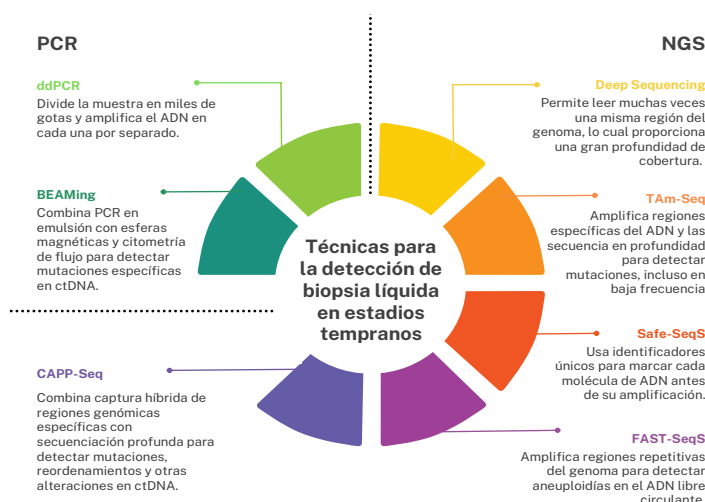 PCR
NGS
ddPCR
Divide la muestra en miles de
gotas y amplifica el ADN en
cada una por separado.
BEAMing
Combina PCR en
emulsión con esferas
magnéticas y citometría
de flujo para detectar
mutaciones específicas
en ctDNA.
CAPP-Seq
Combina captura híbrida de
regiones genómicas
específicas con
secuenciación profunda para
detectar mutaciones,
reordenamientos y otras
alteraciones en ctDNA.
Técnicas para
la detección de
biopsia líquida
en estadios
tempranos
Deep Sequencing
Permite leer muchas veces
una misma región del
genoma, lo cual proporciona
una gran profundidad de
cobertura.
TAm-Seq
Amplifica regiones
específicas del ADN y las
secuencia en profundidad
para detectar
mutaciones, incluso en
baja frecuencia
Safe-SeqS
Usa identificadores
únicos para marcar cada
molécula de ADN antes
de su amplificación.
FAST-SeqS
Amplifica regiones repetitivas
del genoma para detectar
aneuploidías en el ADN libre
circulante.